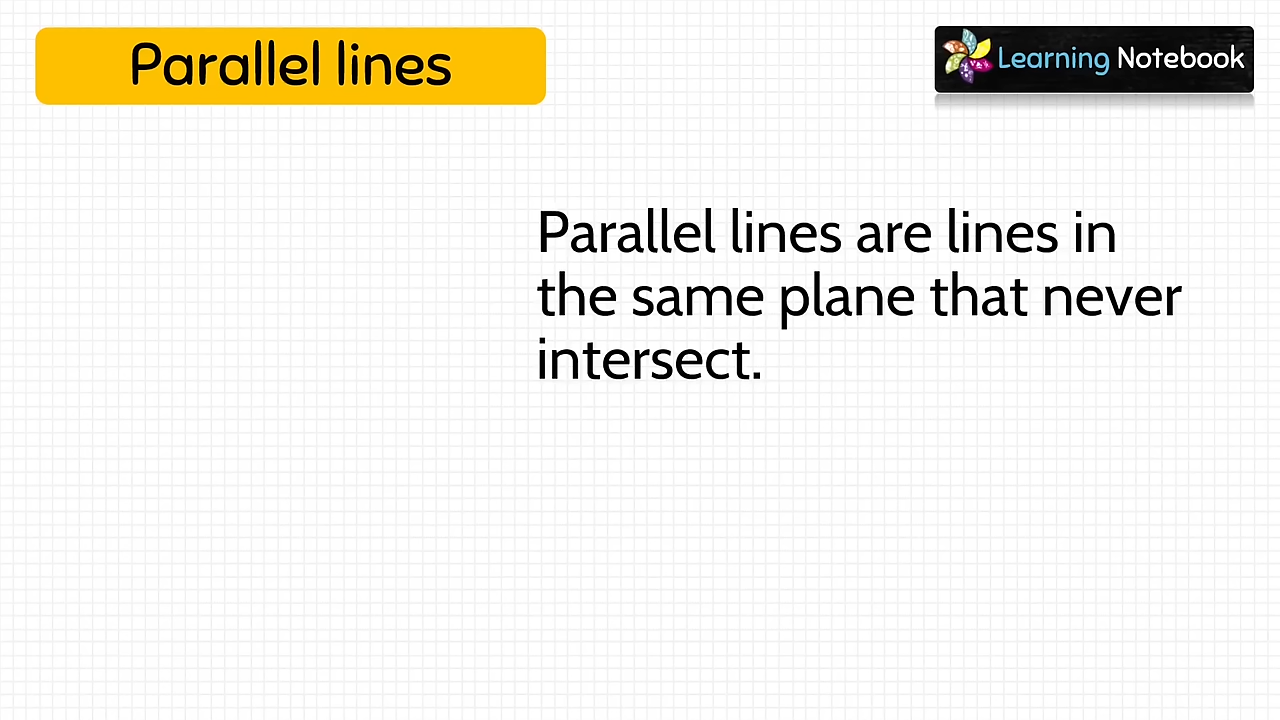 Parallel lines
Learning Notebook
Parallel lines are lines in
the same plane that never
intersect.